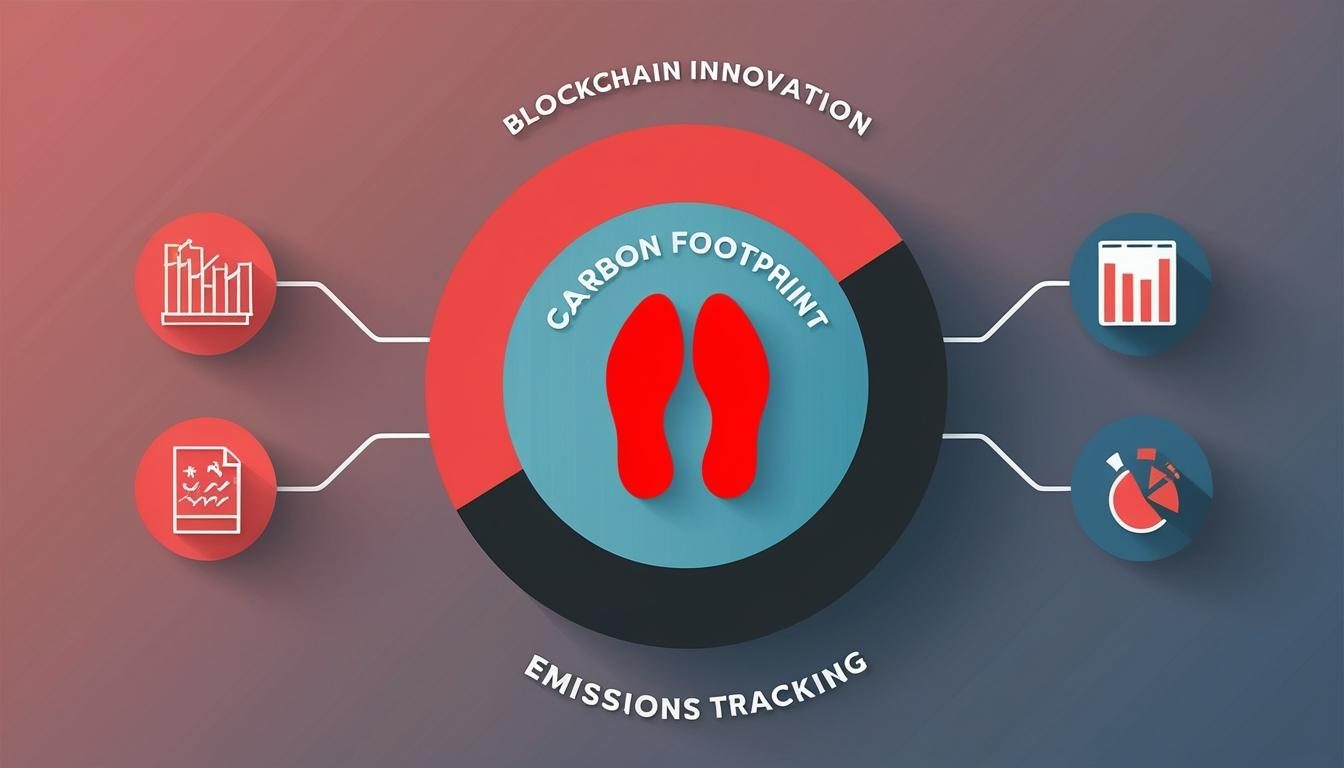 BLOCKCHAIN INNOVATION
CARBON FOOTPRINT
EMISSIONS TRACKING